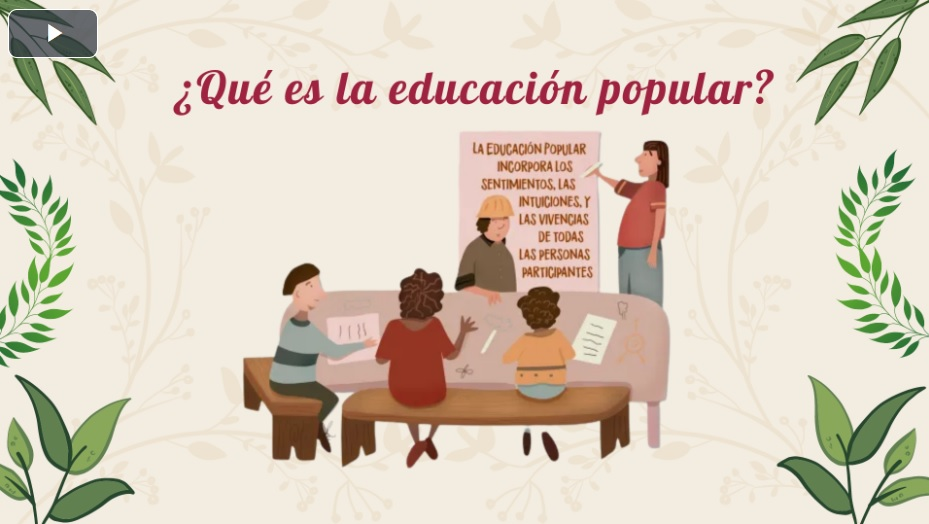 ¿Qué es la educación popular?
LA EDUCACIÓN POPULAR
INCORPORA LOS
SENTIMIENTOS, LAS
INTUICIONES, Y
LAS VIVENCIAS
DE TODAS
LAS PERSONAS
PARTICIPANTES